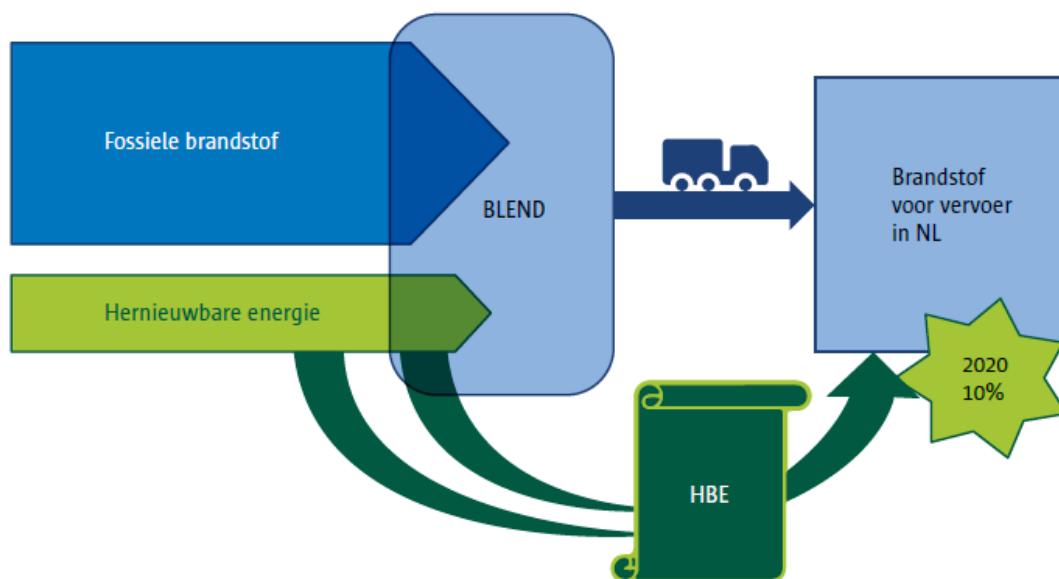 Fossiele brandstof
BLEND
Brandstof
voor vervoer
in NL
Hernieuwbare energie
2020
10%
HBE